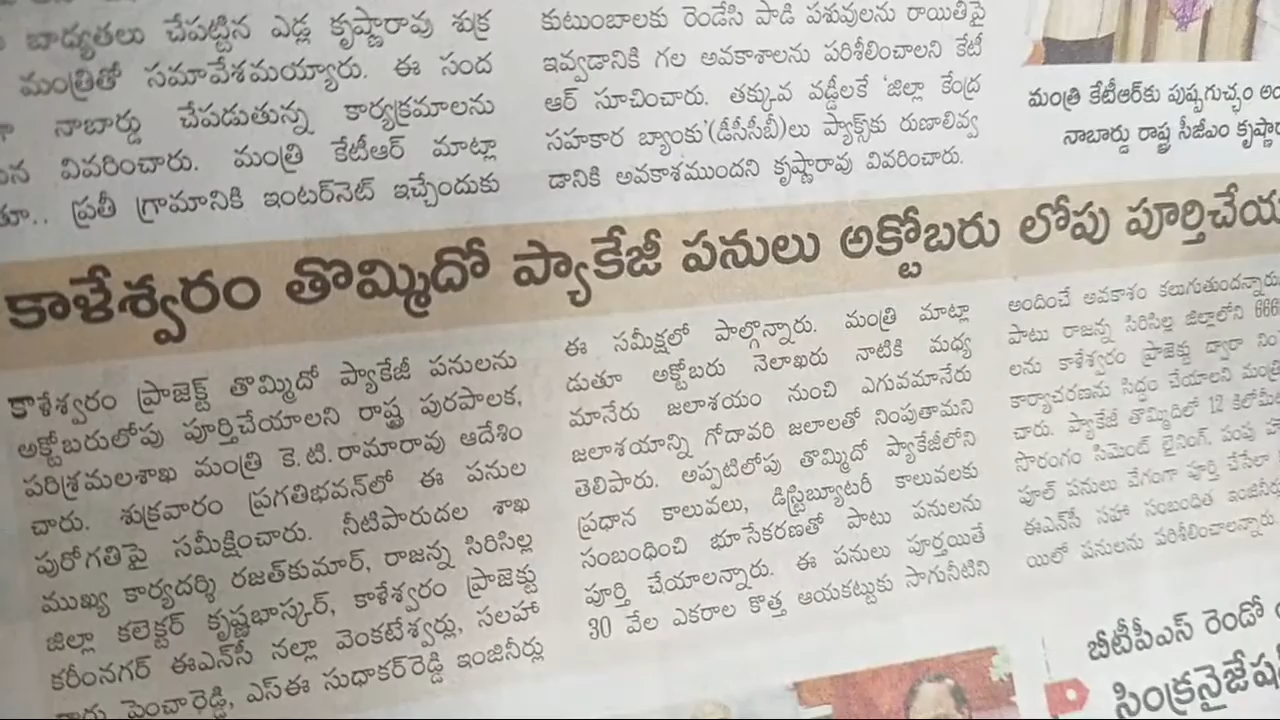 బాధ్యతలు చేపట్టిన ఎడ్ల కృష్ణారావు శుక్ర
మంత్రితో సమావేశమయ్యారు. ఈ సంద
నాబార్డు చేపడుతున్న కార్యక్రమాలను
వివరించారు. మంత్రి కేటీఆర్ మాట్లా
ప్రతీ గ్రామానికి ఇంటర్‌నెట్ ఇచ్చేందుకు
కుటుంబాలకు రెండేసి పాడి పశువులను రాయితీపై
ఇవ్వడానికి గల అవకాశాలను పరిశీలించాలని కేటీ
ఆర్ సూచించారు. తక్కువ వడ్డీలకే 'జిల్లా కేంద్ర
సహకార బ్యాంకు'(డీసీసీబీ)లు ప్యాక్స్‌కు రుణాలివ్వ
డానికి అవకాశముందని కృష్ణారావు వివరించారు.
మంత్రి కేటీఆర్‌కు పుష్పగుచ్ఛం అం
నాబార్డు రాష్ట్ర సీజీఎం కృష్ణా
కాళేశ్వరం తొమ్మిదో ప్యాకేజీ పనులు అక్టోబరు లోపు పూర్తిచేయ
కాళేశ్వరం ప్రాజెక్ట్ తొమ్మిదో ప్యాకేజీ పనులను
అక్టోబరులోపు పూర్తిచేయాలని రాష్ట్ర పురపాలక,
పరిశ్రమలశాఖ మంత్రి కె.టి.రామారావు ఆదేశిం
చారు. శుక్రవారం ప్రగతిభవన్‌లో ఈ పనుల
పురోగతిపై సమీక్షించారు. నీటిపారుదల శాఖ
ముఖ్య కార్యదర్శి రజత్‌కుమార్, రాజన్న సిరిసిల్ల
జిల్లా కలెక్టర్ కృష్ణభాస్కర్, కాళేశ్వరం ప్రాజెక్టు
కరీంనగర్ ఈఎన్‌సీ నల్లా వెంకటేశ్వర్లు, సలహా
పెంచారెడ్డి, ఎస్ఈ సుధాకర్‌రెడ్డి ఇంజినీర్లు
ఈ సమీక్షలో పాల్గొన్నారు. మంత్రి మాట్లా
డుతూ అక్టోబరు నెలాఖరు నాటికి మధ్య
మానేరు జలాశయం నుంచి ఎగువమానేరు
జలాశయాన్ని గోదావరి జలాలతో నింపుతామని
తెలిపారు. అప్పటిలోపు తొమ్మిదో ప్యాకేజీలోని
ప్రధాన కాలువలు, డిస్ట్రిబ్యూటరీ కాలువలకు
సంబంధించి భూసేకరణతో పాటు పనులను
పూర్తి చేయాలన్నారు. ఈ పనులు పూర్తయితే
30 వేల ఎకరాల కొత్త ఆయకట్టుకు సాగునీటిని
అందించే అవకాశం కలుగుతుందన్నారు
పాటు రాజన్న సిరిసిల్ల జిల్లాలోని 666
లను కాళేశ్వరం ప్రాజెక్టు ద్వారా నిం
కార్యాచరణను సిద్ధం చేయాలని మంత్రి
చారు. ప్యాకేజీ తొమ్మిదిలో 12 కిలోమీ
సొరంగం సిమెంట్ లైనింగ్, పంపు హ
పూల్ పనులు వేగంగా పూర్తి చేసేలా
ఈఎన్‌సీ సహా సంబంధిత ఇంజినీర్ల
యిలో పనులను పరిశీలించాలన్నారు
బీటీపీఎస్ రెండో
సింక్రనైజేష